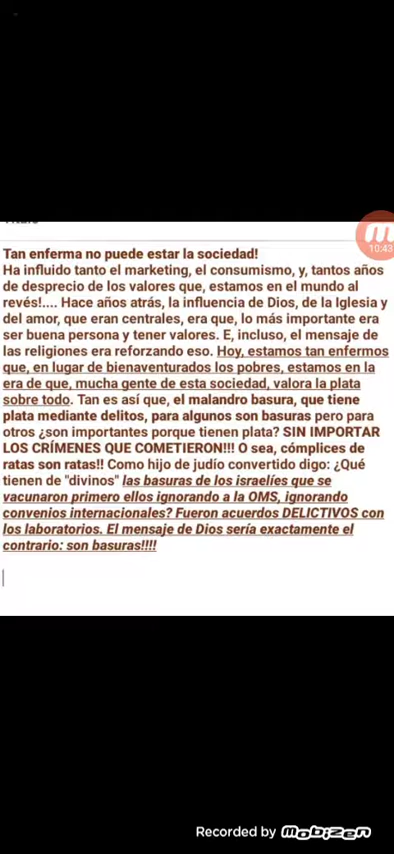 10:43
Tan enferma no puede estar la sociedad!
Ha influido tanto el marketing, el consumismo, y, tantos años
de desprecio de los valores que, estamos en el mundo al
revés!.... Hace años atrás, la influencia de Dios, de la Iglesia y
del amor, que eran centrales, era que, lo más importante era
ser buena persona y tener valores. E, incluso, el mensaje de
las religiones era reforzando eso. Hoy, estamos tan enfermos
que, en lugar de bienaventurados los pobres, estamos en la
era de que, mucha gente de esta sociedad, valora la plata
sobre todo. Tan es así que, el malandro basura, que tiene
plata mediante delitos, para algunos son basuras pero para
otros ¿son importantes porque tienen plata? SIN IMPORTAR
LOS CRÍMENES QUE COMETIERON!!! O sea, cómplices de
ratas son ratas!! Como hijo de judío convertido digo: ¿Qué
tienen de "divinos" las basuras de los israelíes que se
vacunaron primero ellos ignorando a la OMS, ignorando
convenios internacionales? Fueron acuerdos DELICTIVOS con
los laboratorios. El mensaje de Dios sería exactamente el
contrario: son basuras!!!!
Recorded by Mobizen